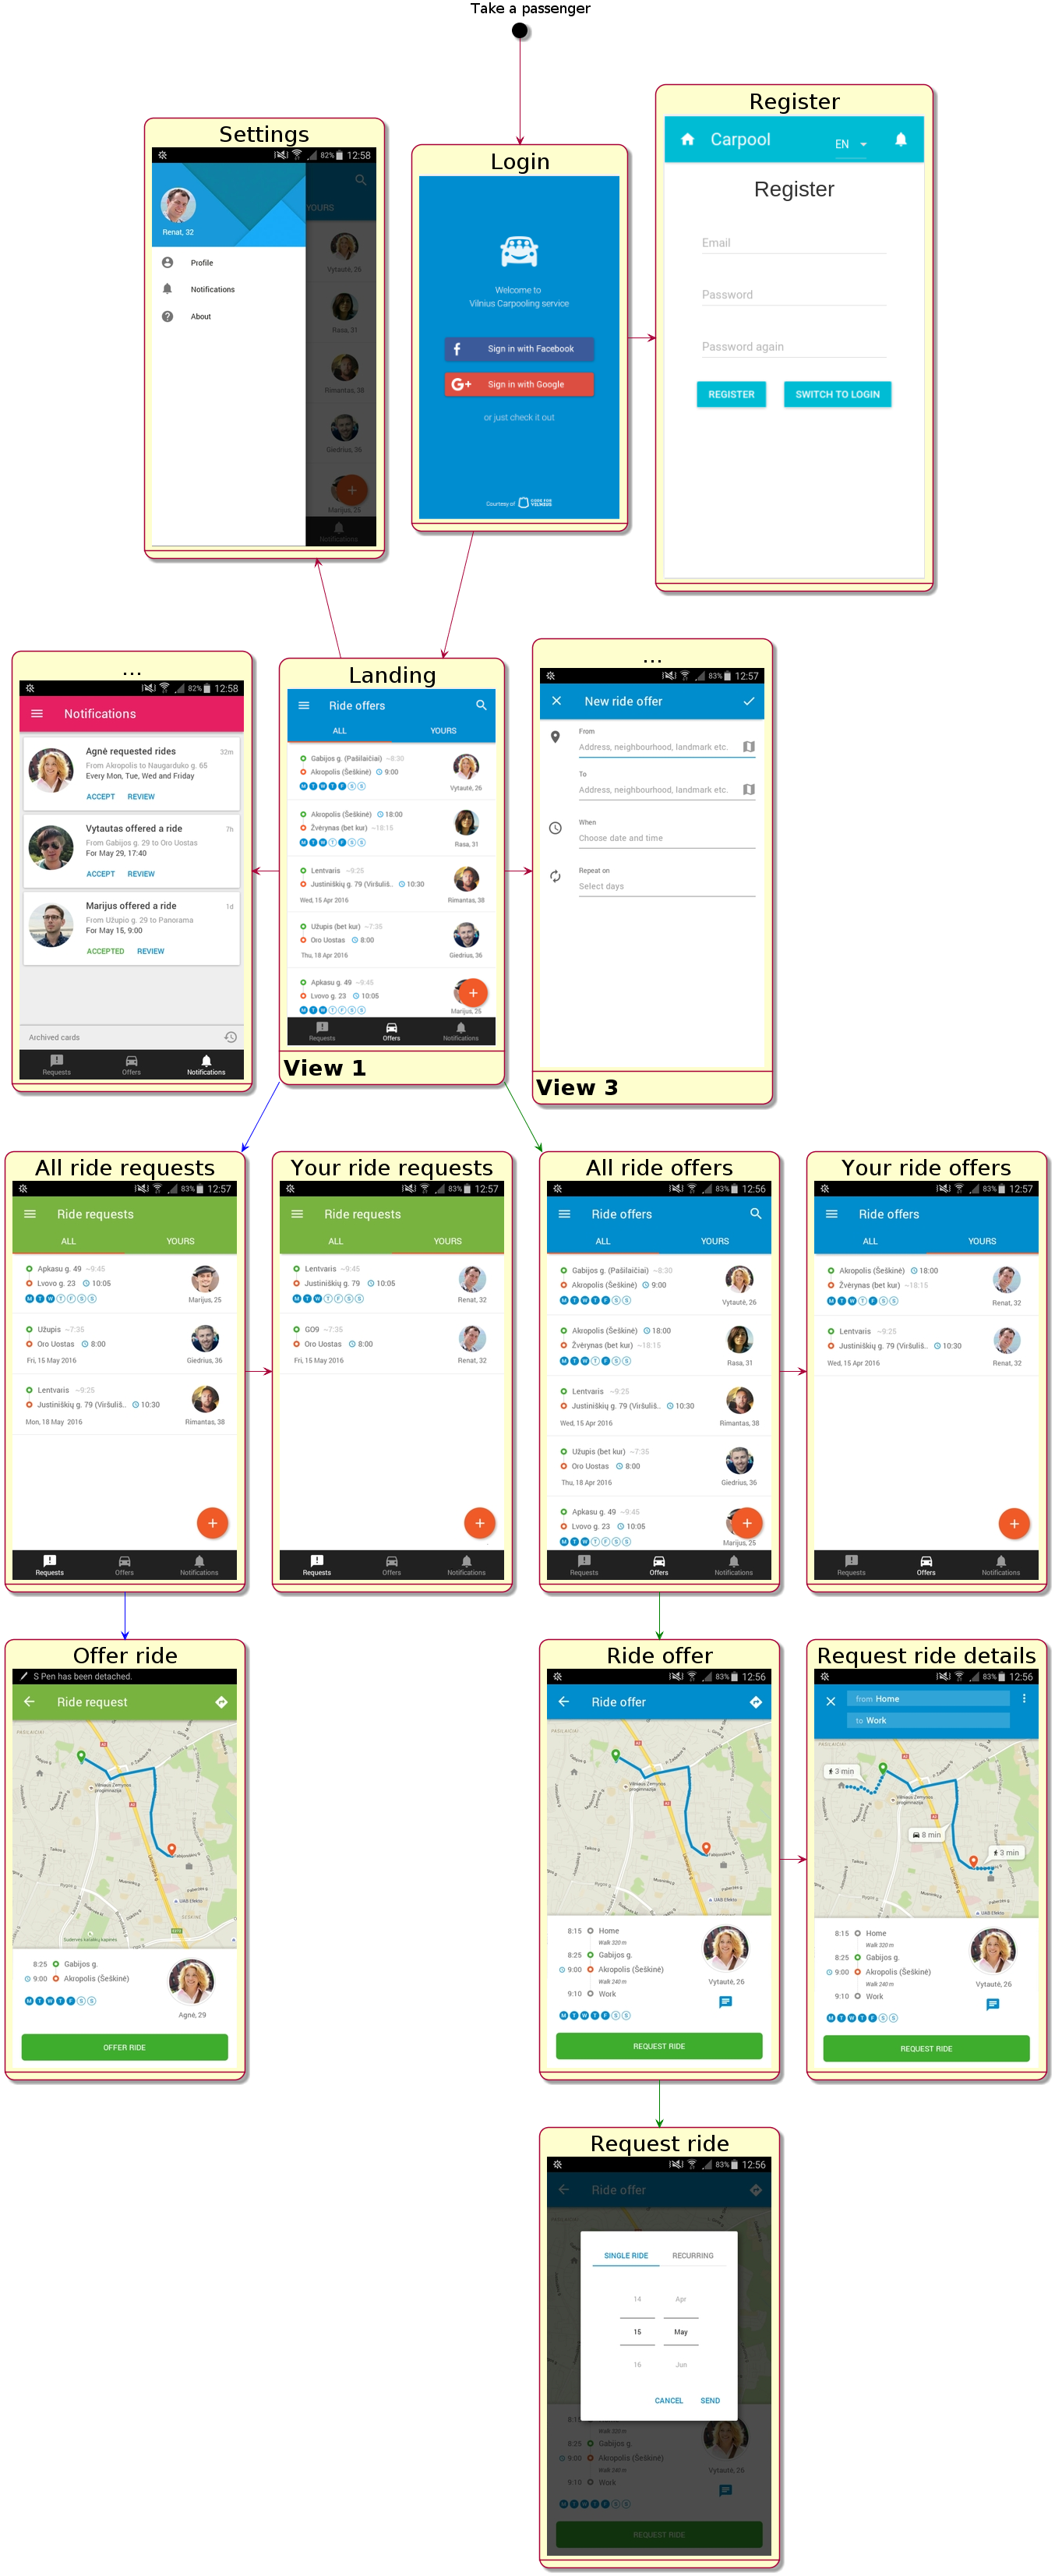 Take a passenger
Settings
82% 12:58
YOURS
Renat, 32
Profile
Notifications
About
Vytautė, 26
Rasa, 31
Rimantas, 36
Giedrius, 36
Marijus, 25
Notifications
Login
Welcome to
Vilnius Carpooling service
Sign in with Facebook
G+ Sign in with Google
or just check it out
Courtesy of CODE FOR VILNIUS
Register
Carpool EN
Register
Email
Password
Password again
REGISTER SWITCH TO LOGIN
...
82% 12:58
Notifications
Agnė requested rides 32m
From Akropolis to Naugarduko g. 65
Every Mon, Tue, Wed and Friday
ACCEPT REVIEW
Vytautas offered a ride 7h
From Gabijos g. 29 to Oro Uostas
For May 29, 17:40
ACCEPT REVIEW
Marijus offered a ride 1d
From Užupio g. 29 to Panorama
For May 15, 9:00
ACCEPTED REVIEW
Archived cards
Requests Offers Notifications
Landing
Ride offers
ALL YOURS
Gabijos g. (Pašilaičiai) ~8:30
Akropolis (Šeškinė) 9:00
M T W T F S S
Vytautė, 26
Akropolis (Šeškinė) 18:00
Žvėrynas (bet kur) ~18:15
M T W T F S S
Rasa, 31
Lentvaris ~9:25
Justiniškių g. 79 (Viršuliš.. 10:30
Wed, 15 Apr 2016 Rimantas, 38
Užupis (bet kur) ~7:35
Oro Uostas 8:00
Thu, 18 Apr 2016 Giedrius, 36
Apkasu g. 49 ~9:45
Lvovo g. 23 10:05
M T W T F S S
Marijus, 25
Requests Offers Notifications
View 1
...
83% 12:57
New ride offer
From
Address, neighbourhood, landmark etc.
To
Address, neighbourhood, landmark etc.
When
Choose date and time
Repeat on
Select days
View 3
All ride requests
83% 12:57
Ride requests
ALL YOURS
Apkasu g. 49 ~9:45
Lvovo g. 23 10:05
M T W T F S S
Marijus, 25
Užupis ~7:35
Oro Uostas 8:00
Fri, 15 May 2016 Giedrius, 36
Lentvaris ~9:25
Justiniškių g. 79 (Viršuliš.. 10:30
Mon, 18 May 2016 Rimantas, 38
Requests Offers Notifications
Your ride requests
83% 12:57
Ride requests
ALL YOURS
Lentvaris ~9:45
Justiniškių g. 79 10:05
M T W T F S S
Renat, 32
GO9 ~7:35
Oro Uostas 8:00
Fri, 15 May 2016 Renat, 32
Requests Offers Notifications
All ride offers
83% 12:56
Ride offers
ALL YOURS
Gabijos g. (Pašilaičiai) ~8:30
Akropolis (Šeškinė) 9:00
M T W T F S S
Vytautė, 26
Akropolis (Šeškinė) 18:00
Žvėrynas (bet kur) ~18:15
M T W T F S S
Rasa, 31
Lentvaris ~9:25
Justiniškių g. 79 (Viršuliš.. 10:30
Wed, 15 Apr 2016 Rimantas, 38
Užupis (bet kur) ~7:35
Oro Uostas 8:00
Thu, 18 Apr 2016 Giedrius, 36
Apkasu g. 49 ~9:45
Lvovo g. 23 10:05
M T W T F S S
Marijus, 25
Requests Offers Notifications
Your ride offers
83% 12:57
Ride offers
ALL YOURS
Akropolis (Šeškinė) 18:00
Žvėrynas (bet kur) ~18:15
M T W T F S S
Renat, 32
Lentvaris ~9:25
Justiniškių g. 79 (Viršuliš.. 10:30
Wed, 15 Apr 2016 Renat, 32
Requests Offers Notifications
Offer ride
S Pen has been detached.
Ride request
8:25 Gabijos g.
9:00 Akropolis (Šeškinė)
M T W T F S S
Agnė, 29
OFFER RIDE
Ride offer
83% 12:56
Ride offer
8:15 Home
Walk 320 m
8:25 Gabijos g.
9:00 Akropolis (Šeškinė)
Walk 240 m
9:10 Work
Vytautė, 26
M T W T F S S
REQUEST RIDE
Request ride details
83% 12:56
from Home
to Work
3 min
8 min
3 min
8:15 Home
Walk 320 m
8:25 Gabijos g.
9:00 Akropolis (Šeškinė)
Walk 240 m
9:10 Work
Vytautė, 26
M T W T F S S
REQUEST RIDE
Request ride
83% 12:56
Ride offer
SINGLE RIDE RECURRING
14 Apr
15 May
16 Jun
CANCEL SEND
Walk 320 m
8:25 Gabijos g.
9:00 Akropolis (Šeškinė)
Walk 240 m
9:10 Work
Vytautė, 26
M T W T F S S
REQUEST RIDE